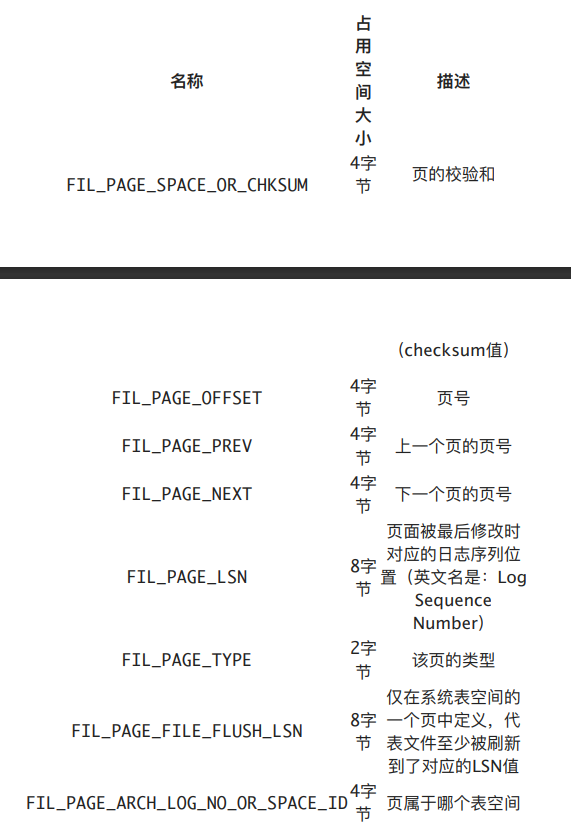 名称
占用空间大小
描述
FIL_PAGE_SPACE_OR_CHKSUM
4字节
页的校验和
（checksum值）
FIL_PAGE_OFFSET
4字节
页号
FIL_PAGE_PREV
4字节
上一个页的页号
FIL_PAGE_NEXT
4字节
下一个页的页号
FIL_PAGE_LSN
8字节
页面被最后修改时
对应的日志序列位
置（英文名是：Log
Sequence
Number）
FIL_PAGE_TYPE
2字节
该页的类型
FIL_PAGE_FILE_FLUSH_LSN
8字节
仅在系统表空间的
一个页中定义，代
表文件至少被刷新
到了对应的LSN值
FIL_PAGE_ARCH_LOG_NO_OR_SPACE_ID
4字节
页属于哪个表空间